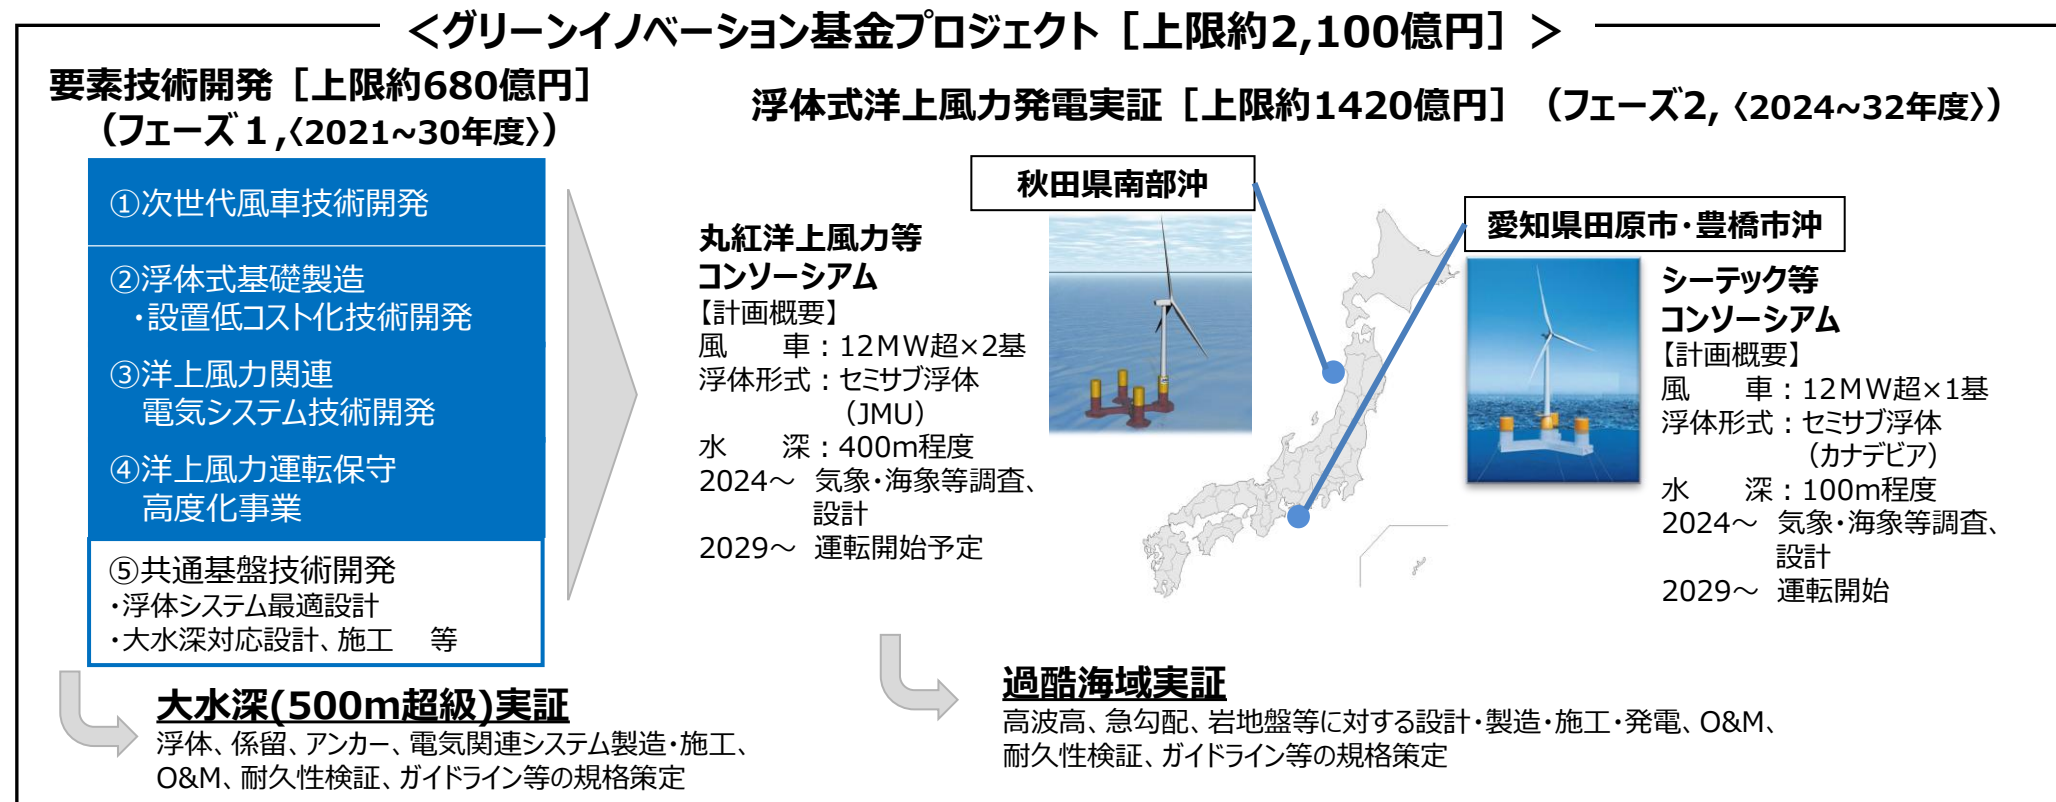 ＜グリーンイノベーション基金プロジェクト［上限約2,100億円］＞
要素技術開発［上限約680億円］
（フェーズ１,〈2021~30年度〉）
①次世代風車技術開発
②浮体式基礎製造
・設置低コスト化技術開発
③洋上風力関連
電気システム技術開発
④洋上風力運転保守
高度化事業
⑤共通基盤技術開発
・浮体システム最適設計
・大水深対応設計、施工　等
大水深(500m超級)実証
浮体、係留、アンカー、電気関連システム製造・施工、
O&M、耐久性検証、ガイドライン等の規格策定
浮体式洋上風力発電実証［上限約1420億円］（フェーズ2,〈2024~32年度〉）
秋田県南部沖
丸紅洋上風力等
コンソーシアム
【計画概要】
風　　車：12ＭＷ超×2基
浮体形式：セミサブ浮体
（JMU）
水　　深：400m程度
2024～　気象・海象等調査、
設計
2029～　運転開始予定
愛知県田原市・豊橋市沖
シーテック等
コンソーシアム
【計画概要】
風　　車：12ＭＷ超×1基
浮体形式：セミサブ浮体
（カナデビア）
水　　深：100m程度
2024～　気象・海象等調査、
設計
2029～　運転開始
過酷海域実証
高波高、急勾配、岩地盤等に対する設計・製造・施工・発電、O&M、
耐久性検証、ガイドライン等の規格策定